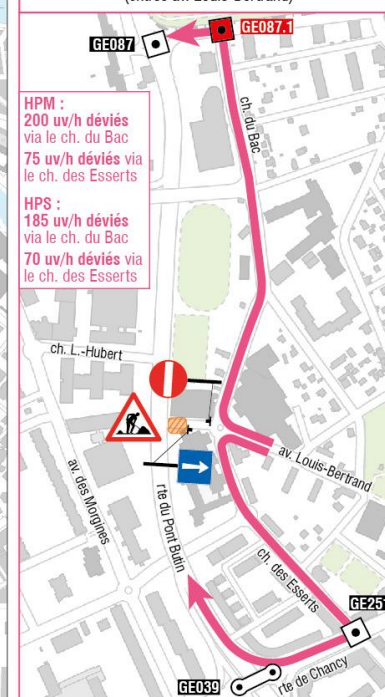 (entrée av. Louis-Bertrand)
GE087
GE087.1
ch. du Bac
HPM :
200 uv/h déviés
via le ch. du Bac
75 uv/h déviés via
le ch. des Esserts
HPS :
185 uv/h déviés
via le ch. du Bac
70 uv/h déviés via
le ch. des Esserts
ch. L.-Hubert
av. Louis-Bertrand
av. des Morgines
rte du Pont Butin
ch. des Esserts
GE251
rte de Chancy
GE039